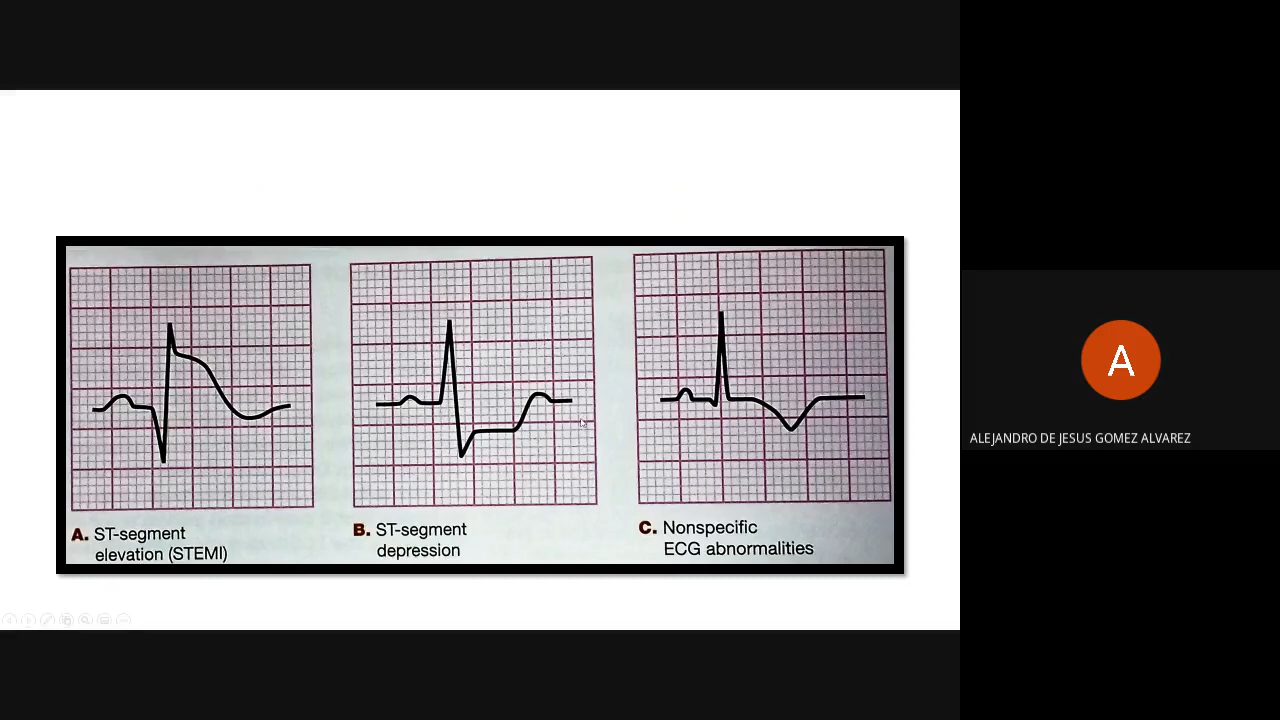 A. ST-segment
elevation (STEMI)
B. ST-segment
depression
C. Nonspecific
ECG abnormalities
A
ALEJANDRO DE JESUS GOMEZ ALVAREZ